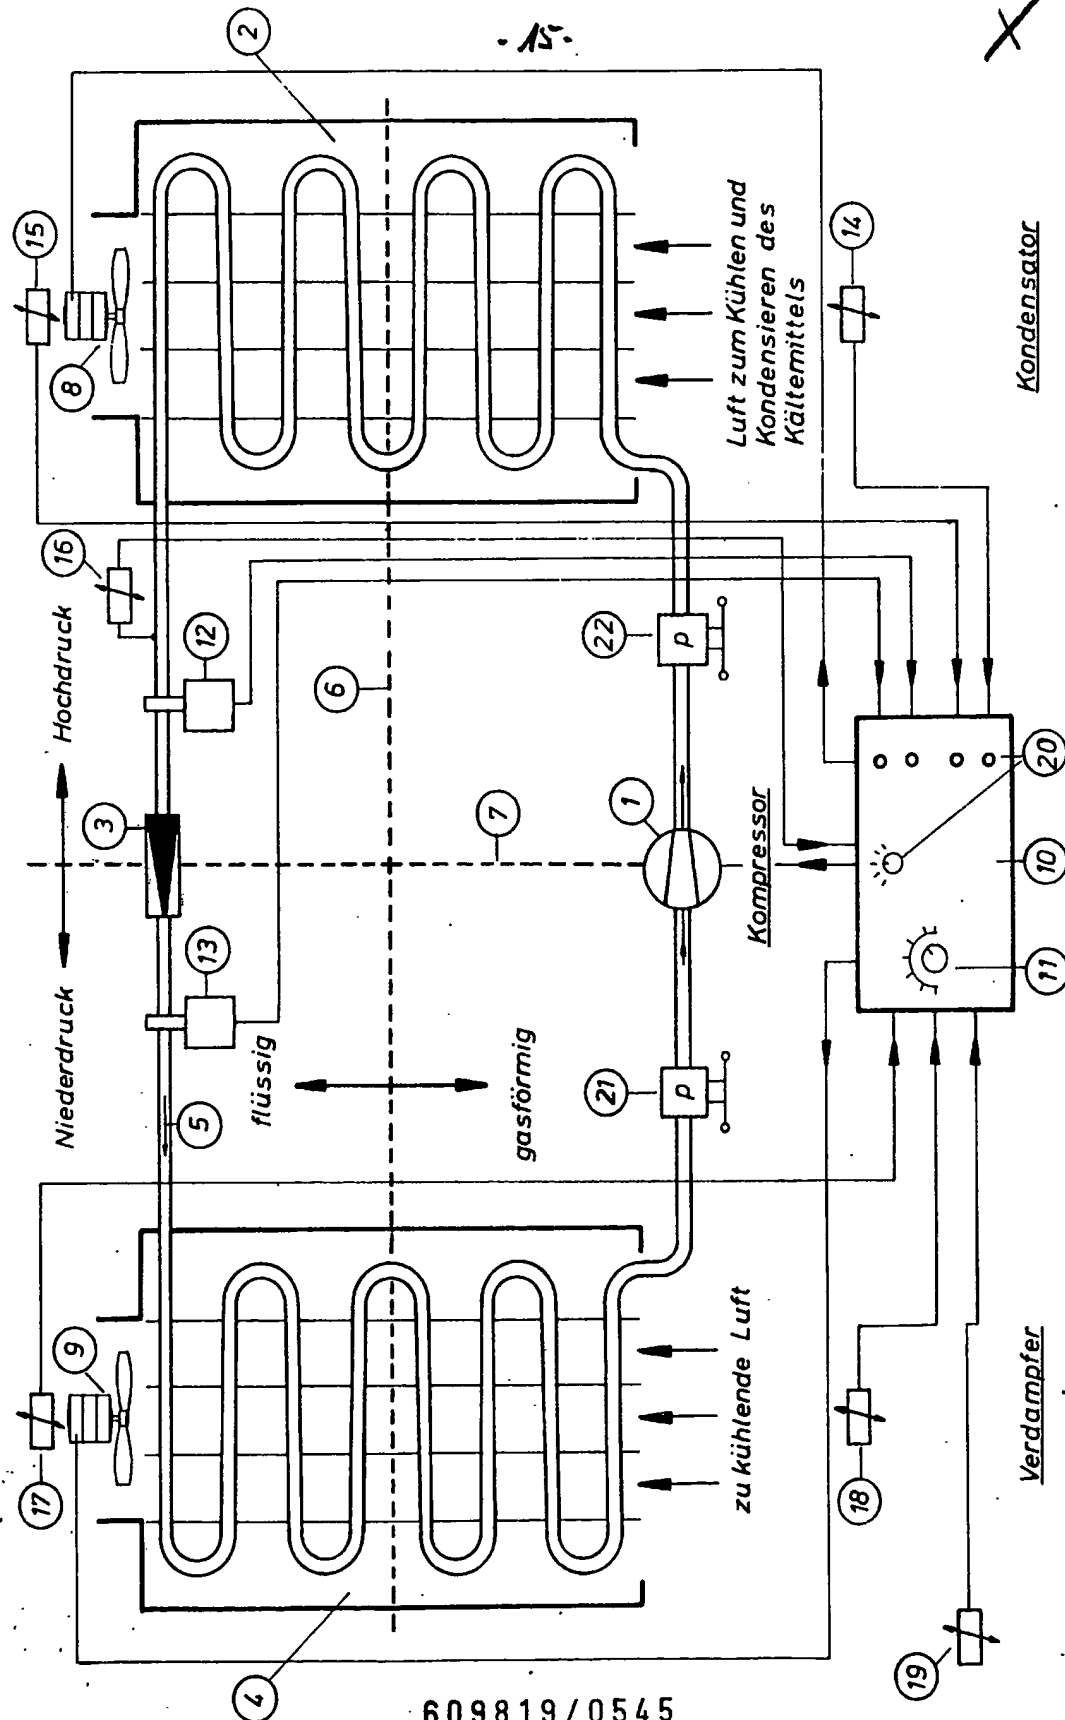 - 15 -
2
15
8
16
Hochdruck
12
3
6
7
Niederdruck
13
5
flüssig
gasförmig
17
9
4
Luft zum Kühlen und
Kondensieren des
Kältemittels
14
Kondensator
22
p
1
Kompressor
21
p
20
10
11
zu kühlende Luft
18
19
Verdampfer
609819/0545